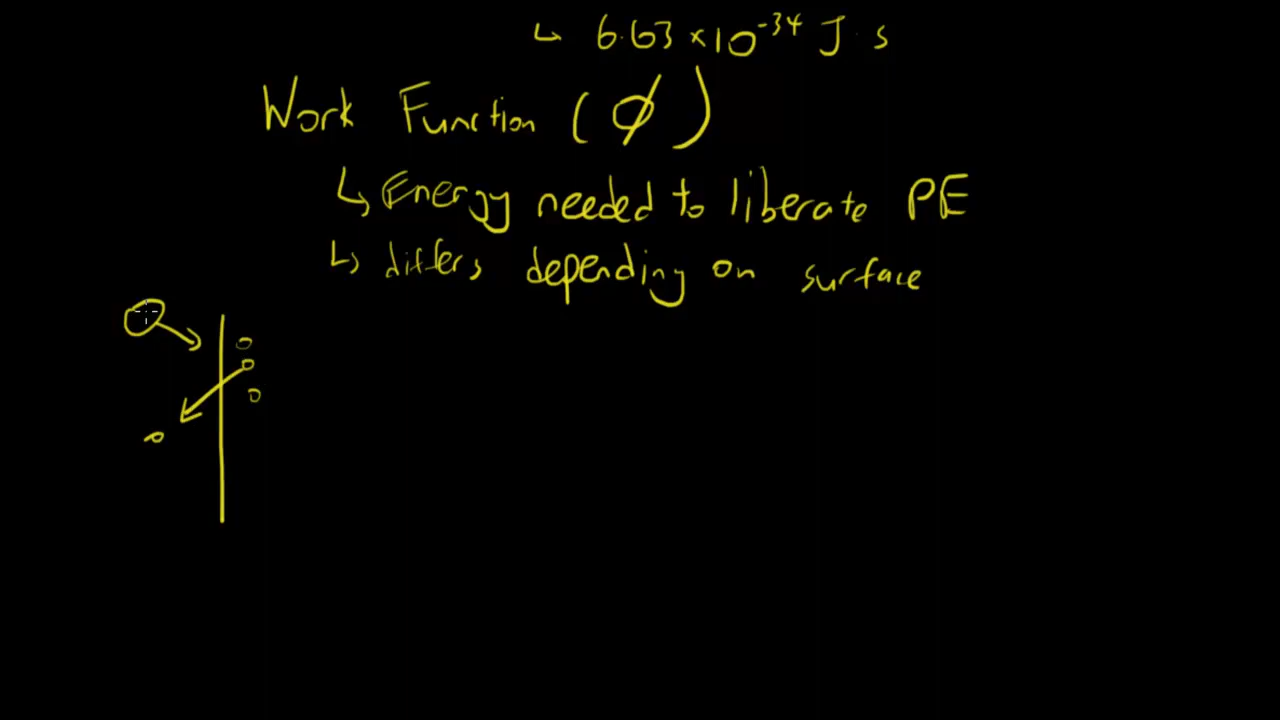 ↳ 6.63 × 10⁻³⁴ J · s
Work Function (Ø)
↳ Energy needed to liberate PE
↳ differs depending on surface